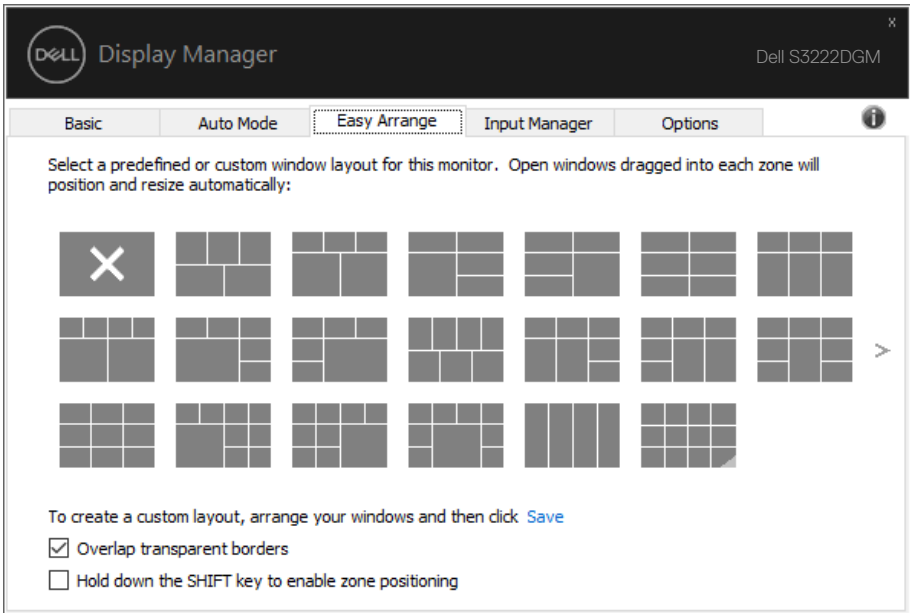 x
DELL
Display Manager
Dell S3222DGM
Basic Auto Mode Easy Arrange Input Manager Options
Select a predefined or custom window layout for this monitor. Open windows dragged into each zone will
position and resize automatically:
>
To create a custom layout, arrange your windows and then click Save
Overlap transparent borders
Hold down the SHIFT key to enable zone positioning